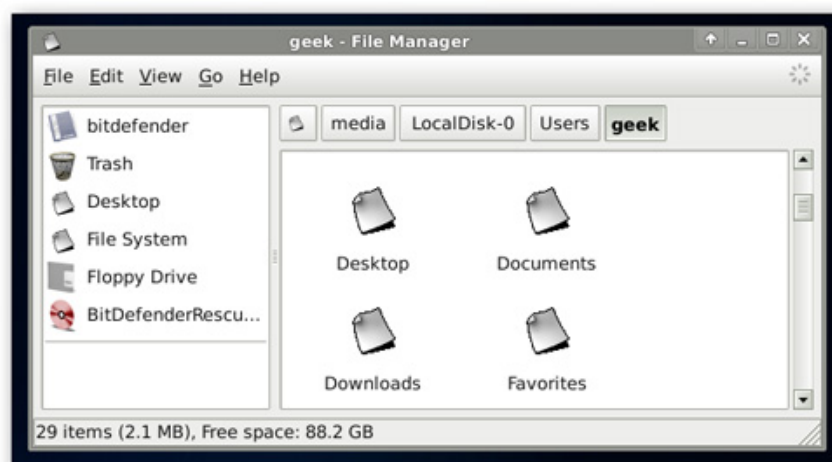 geek - File Manager
File Edit View Go Help
bitdefender
Trash
Desktop
File System
Floppy Drive
BitDefenderRescu...
media LocalDisk-0 Users geek
Desktop Documents
Downloads Favorites
29 items (2.1 MB), Free space: 88.2 GB